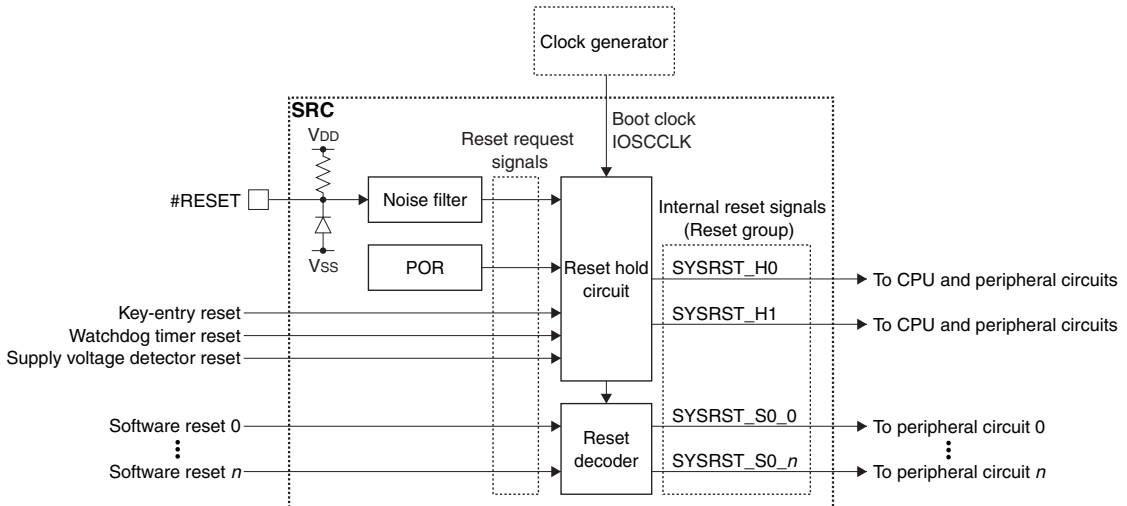 Clock generator
SRC
VDD
Boot clock
IOSCCLK
Reset request
signals
#RESET
Noise filter
Internal reset signals
(Reset group)
VSS
POR
Reset hold
circuit
SYSRST_H0
To CPU and peripheral circuits
Key-entry reset
SYSRST_H1
To CPU and peripheral circuits
Watchdog timer reset
Supply voltage detector reset
Software reset 0
Reset
decoder
SYSRST_S0_0
To peripheral circuit 0
Software reset n
SYSRST_S0_n
To peripheral circuit n